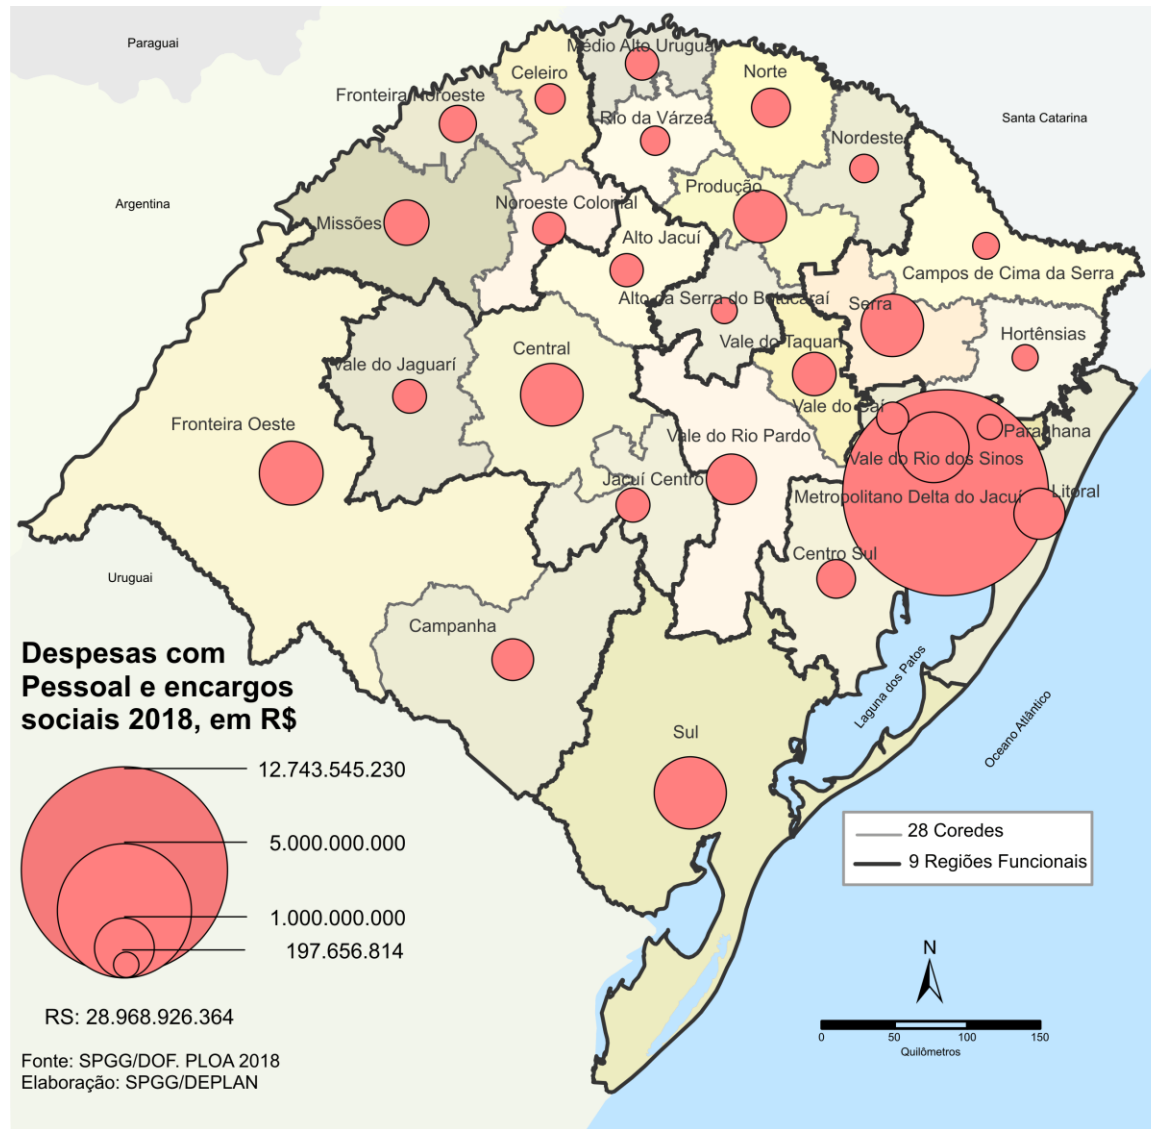 Paraguai
Médio Alto Uruguai
Celeiro
Norte
Fronteira Noroeste
Rio da Várzea
Santa Catarina
Nordeste
Argentina
Produção
Missões
Noroeste Colonial
Alto Jacuí
Campos de Cima da Serra
Alto da Serra do Botucaraí
Serra
Hortênsias
Vale do Taquari
Central
Vale do Jaguarí
Vale do Caí
Fronteira Oeste
Vale do Rio Pardo
Paranhana
Vale do Rio dos Sinos
Jacuí Centro
Metropolitano Delta do Jacuí
Litoral
Centro Sul
Uruguai
Campanha
Despesas com
Pessoal e encargos
sociais 2018, em R$
Laguna dos Patos
Oceano Atlântico
Sul
12.743.545.230
5.000.000.000
1.000.000.000
197.656.814
28 Coredes
9 Regiões Funcionais
N
RS: 28.968.926.364
0 50 100 150
Quilômetros
Fonte: SPGG/DOF. PLOA 2018
Elaboração: SPGG/DEPLAN